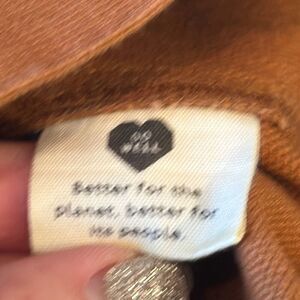 DO
WELL
Better for the
planet, better for
its people.